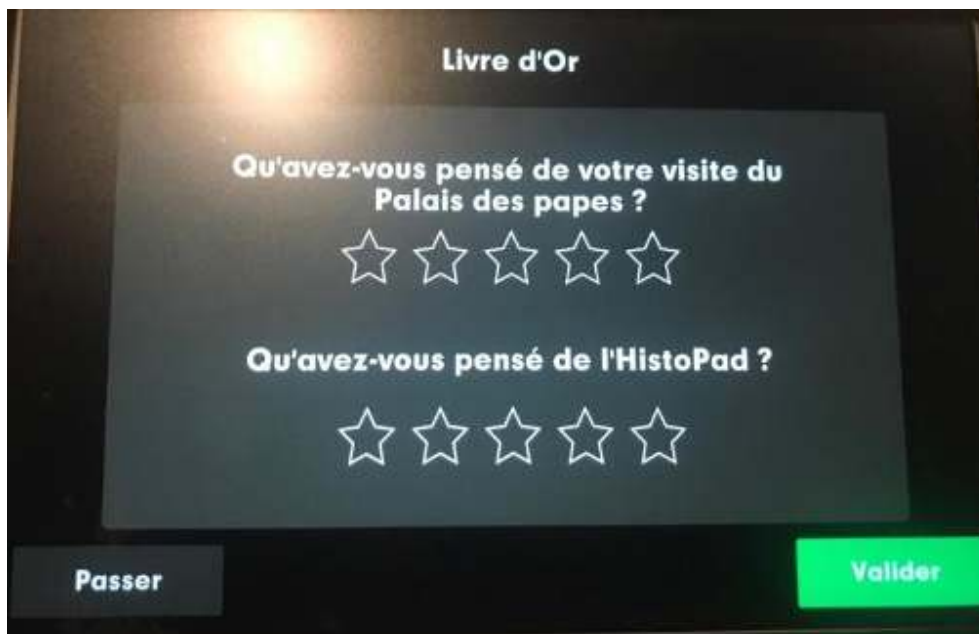 Livre d'Or
Qu'avez-vous pensé de votre visite du
Palais des papes ?
Qu'avez-vous pensé de l'HistoPad ?
Passer
Valider